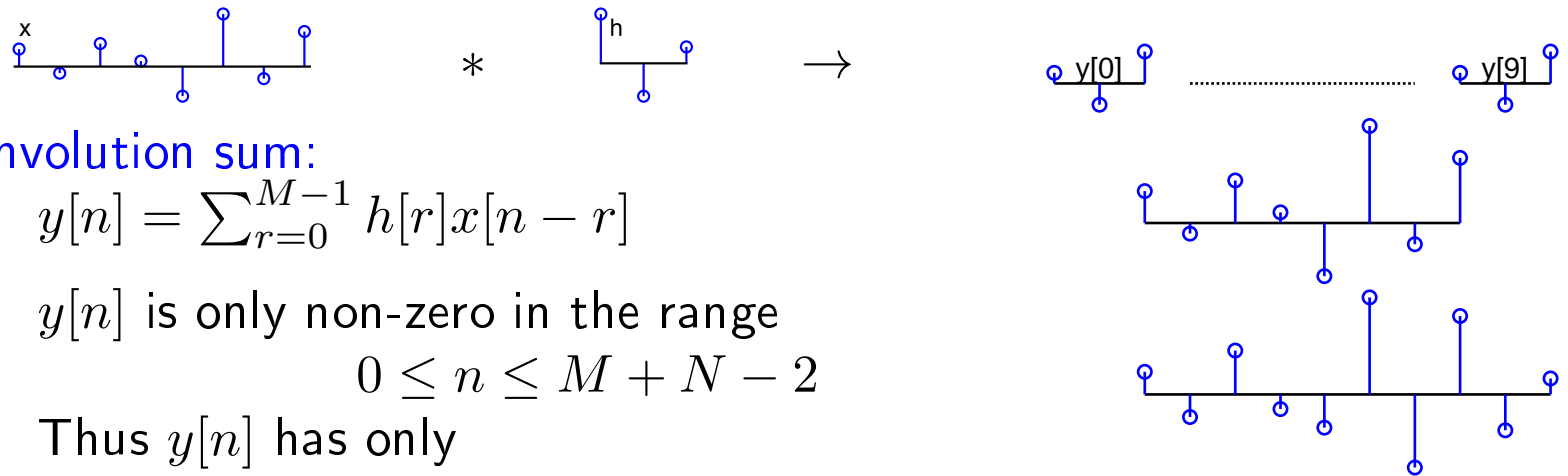 x
h
∗ →
y[0] y[9]
nvolution sum:
y[n] = ∑_{r=0}^{M−1} h[r]x[n − r]
y[n] is only non-zero in the range
0 ≤ n ≤ M + N − 2
Thus y[n] has only